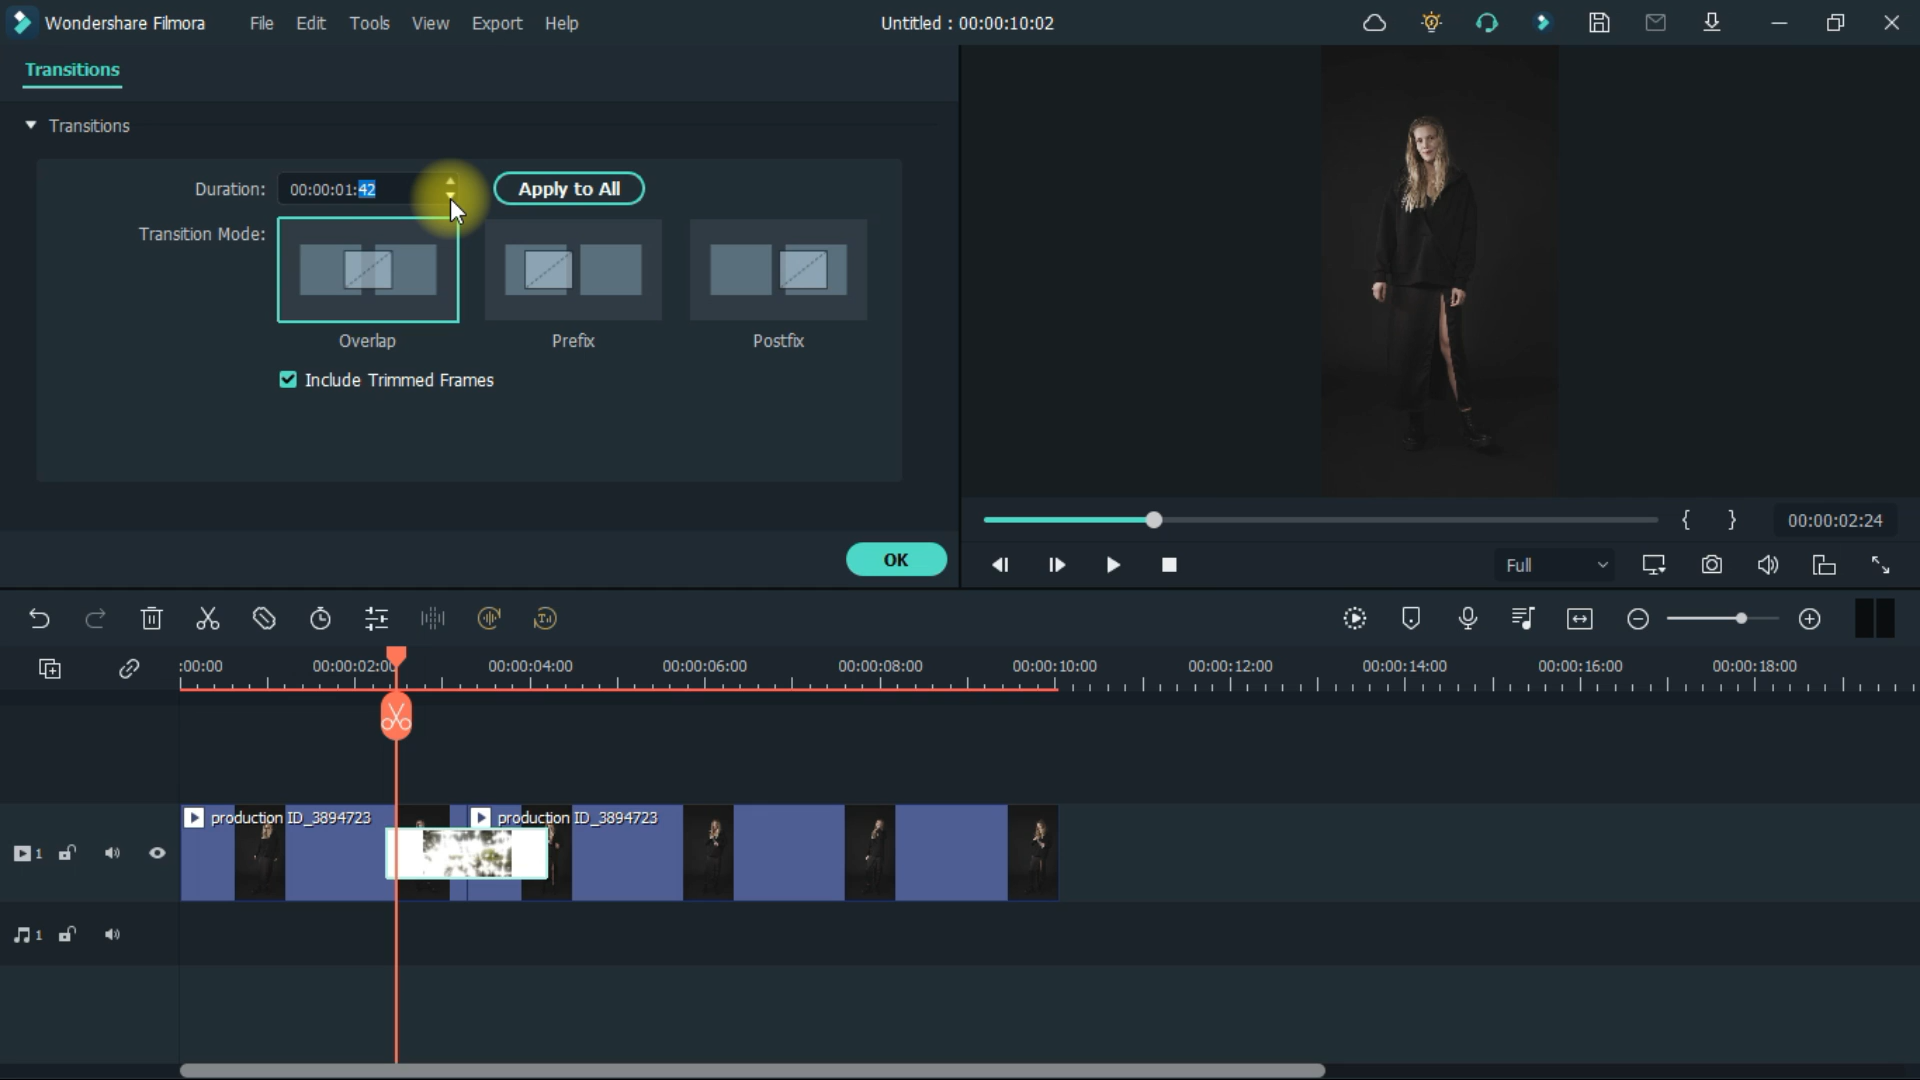 Wondershare Filmora
File Edit Tools View Export Help
Untitled : 00:00:10:02
Transitions
Transitions
Duration: 00:00:01:42
Apply to All
Transition Mode:
Overlap Prefix Postfix
Include Trimmed Frames
OK
00:00:02:24
Full
:00:00 00:00:02:00 00:00:04:00 00:00:06:00 00:00:08:00 00:00:10:00 00:00:12:00 00:00:14:00 00:00:16:00 00:00:18:00
production ID_3894723 production ID_3894723
1
1